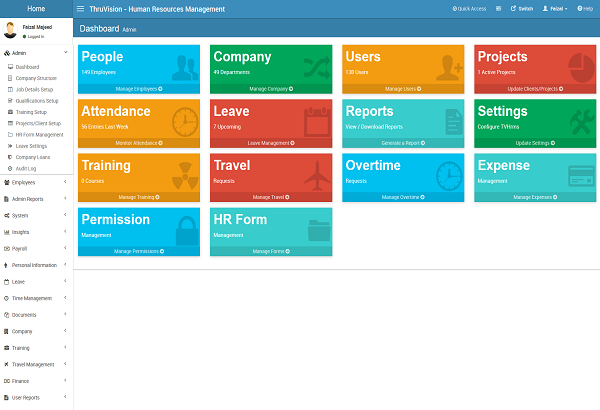 Home
ThruVision - Human Resources Management
Quick Access
Switch
Faizal
Help
Faizal Majeed
Logged In
Dashboard Admin
Admin
Dashboard
Company Structure
Job Details Setup
Qualifications Setup
Training Setup
Projects/Client Setup
HR Form Management
Leave Settings
Company Loans
Audit Log
Employees
Admin Reports
System
Insights
Payroll
Personal Information
Leave
Time Management
Documents
Company
Training
Travel Management
Finance
User Reports
People
149 Employees
Manage Employees
Company
49 Departments
Manage Company
Users
138 Users
Manage Users
Projects
1 Active Projects
Update Clients/Projects
Attendance
56 Entries Last Week
Monitor Attendance
Leave
7 Upcoming
Leave Management
Reports
View / Download Reports
Generate a Report
Settings
Configure TVHrms
Update Settings
Training
0 Courses
Manage Training
Travel
Requests
Manage Travel
Overtime
Requests
Manage Overtime
Expense
Management
Manage Expenses
Permission
Management
Manage Permissions
HR Form
Management
Manage Forms